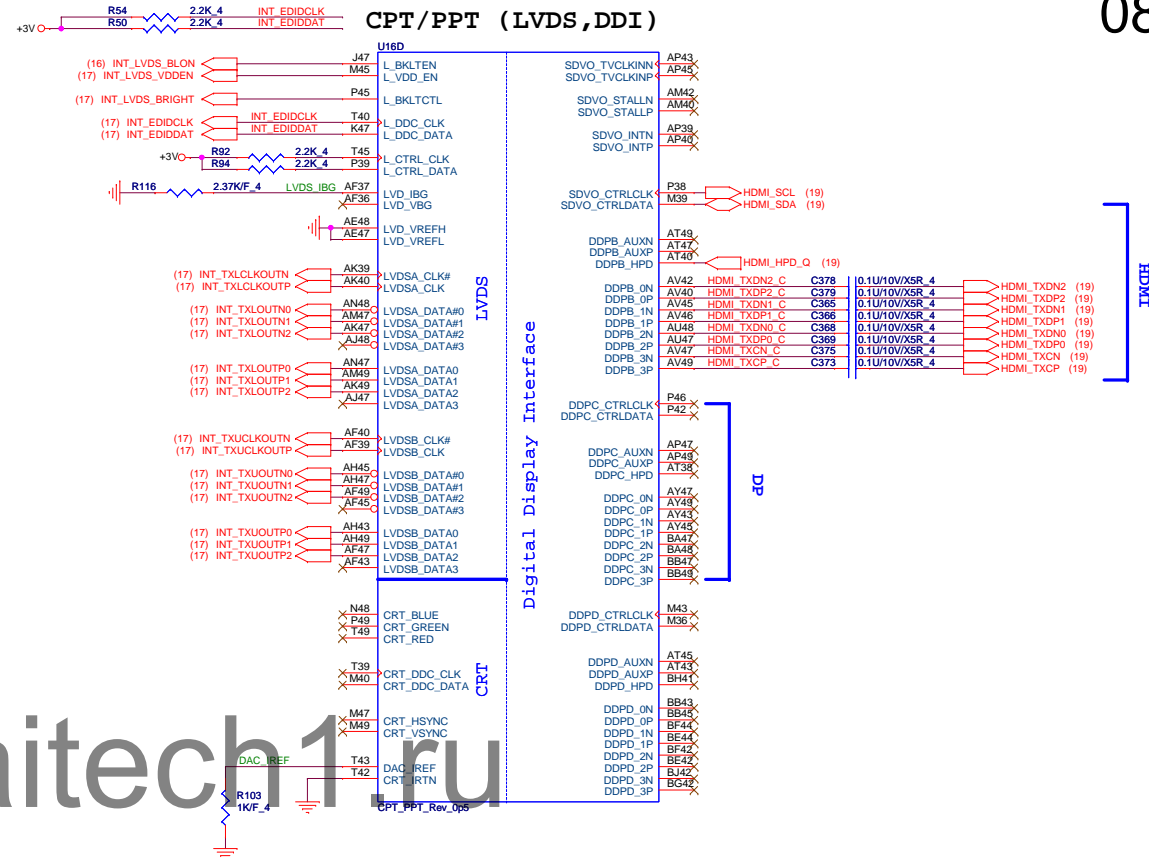 CPT/PPT (LVDS,DDI)
08
+3V
R54 2.2K_4 INT_EDIDCLK
R50 2.2K_4 INT_EDIDDAT
U16D
(16) INT_LVDS_BLON J47 L_BKLTEN
(17) INT_LVDS_VDDEN M45 L_VDD_EN
(17) INT_LVDS_BRIGHT P45 L_BKLTCTL
(17) INT_EDIDCLK INT_EDIDCLK T40 L_DDC_CLK
(17) INT_EDIDDAT INT_EDIDDAT K47 L_DDC_DATA
+3V R92 2.2K_4 T45 L_CTRL_CLK
R94 2.2K_4 P39 L_CTRL_DATA
R116 2.37K/F_4 LVDS_IBG AF37 LVD_IBG
AF36 LVD_VBG
AE48 LVD_VREFH
AE47 LVD_VREFL
(17) INT_TXLCLKOUTN AK39 LVDSA_CLK#
(17) INT_TXLCLKOUTP AK40 LVDSA_CLK
(17) INT_TXLOUTN0 AN48 LVDSA_DATA#0
(17) INT_TXLOUTN1 AM47 LVDSA_DATA#1
(17) INT_TXLOUTN2 AK47 LVDSA_DATA#2
AJ48 LVDSA_DATA#3
(17) INT_TXLOUTP0 AN47 LVDSA_DATA0
(17) INT_TXLOUTP1 AM49 LVDSA_DATA1
(17) INT_TXLOUTP2 AK49 LVDSA_DATA2
AJ47 LVDSA_DATA3
(17) INT_TXUCLKOUTN AF40 LVDSB_CLK#
(17) INT_TXUCLKOUTP AF39 LVDSB_CLK
(17) INT_TXUOUTN0 AH45 LVDSB_DATA#0
(17) INT_TXUOUTN1 AH47 LVDSB_DATA#1
(17) INT_TXUOUTN2 AF49 LVDSB_DATA#2
AF45 LVDSB_DATA#3
(17) INT_TXUOUTP0 AH43 LVDSB_DATA0
(17) INT_TXUOUTP1 AH49 LVDSB_DATA1
(17) INT_TXUOUTP2 AF47 LVDSB_DATA2
AF43 LVDSB_DATA3
N48 CRT_BLUE
P49 CRT_GREEN
T49 CRT_RED
T39 CRT_DDC_CLK
M40 CRT_DDC_DATA
M47 CRT_HSYNC
M49 CRT_VSYNC
DAC_IREF T43 DAC_IREF
T42 CRT_IRTN
R103
1K/F_4
CPT_PPT_Rev_0p5
LVDS
CRT
Digital Display Interface
SDVO_TVCLKINN AP43
SDVO_TVCLKINP AP45
SDVO_STALLN AM42
SDVO_STALLP AM40
SDVO_INTN AP39
SDVO_INTP AP40
SDVO_CTRLCLK P38 HDMI_SCL (19)
SDVO_CTRLDATA M39 HDMI_SDA (19)
DDPB_AUXN AT49
DDPB_AUXP AT47
DDPB_HPD AT40 HDMI_HPD_Q (19)
DDPB_0N AV42 HDMI_TXDN2_C C378 0.1U/10V/X5R_4 HDMI_TXDN2 (19)
DDPB_0P AV40 HDMI_TXDP2_C C379 0.1U/10V/X5R_4 HDMI_TXDP2 (19)
DDPB_1N AV45 HDMI_TXDN1_C C365 0.1U/10V/X5R_4 HDMI_TXDN1 (19)
DDPB_1P AV46 HDMI_TXDP1_C C366 0.1U/10V/X5R_4 HDMI_TXDP1 (19)
DDPB_2N AU48 HDMI_TXDN0_C C368 0.1U/10V/X5R_4 HDMI_TXDN0 (19)
DDPB_2P AU47 HDMI_TXDP0_C C369 0.1U/10V/X5R_4 HDMI_TXDP0 (19)
DDPB_3N AV47 HDMI_TXCN_C C375 0.1U/10V/X5R_4 HDMI_TXCN (19)
DDPB_3P AV49 HDMI_TXCP_C C373 0.1U/10V/X5R_4 HDMI_TXCP (19)
HDMI
DDPC_CTRLCLK P46
DDPC_CTRLDATA P42
DDPC_AUXN AP47
DDPC_AUXP AP49
DDPC_HPD AT38
DDPC_0N AY47
DDPC_0P AY49
DDPC_1N AY43
DDPC_1P AY45
DDPC_2N BA47
DDPC_2P BA48
DDPC_3N BB47
DDPC_3P BB49
DP
DDPD_CTRLCLK M43
DDPD_CTRLDATA M36
DDPD_AUXN AT45
DDPD_AUXP AT43
DDPD_HPD BH41
DDPD_0N BB43
DDPD_0P BB45
DDPD_1N BF44
DDPD_1P BE44
DDPD_2N BF42
DDPD_2P BE42
DDPD_3N BJ42
DDPD_3P BG42
aitech1.ru